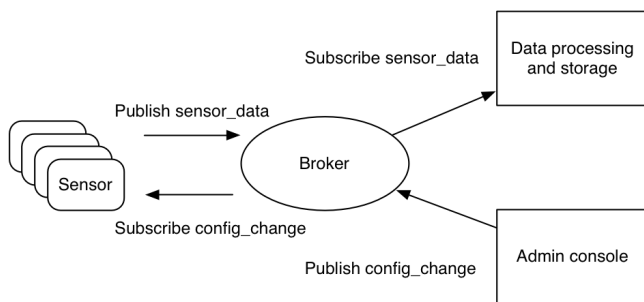 Subscribe sensor_data
Data processing
and storage
Publish sensor_data
Broker
Sensor
Subscribe config_change
Publish config_change
Admin console